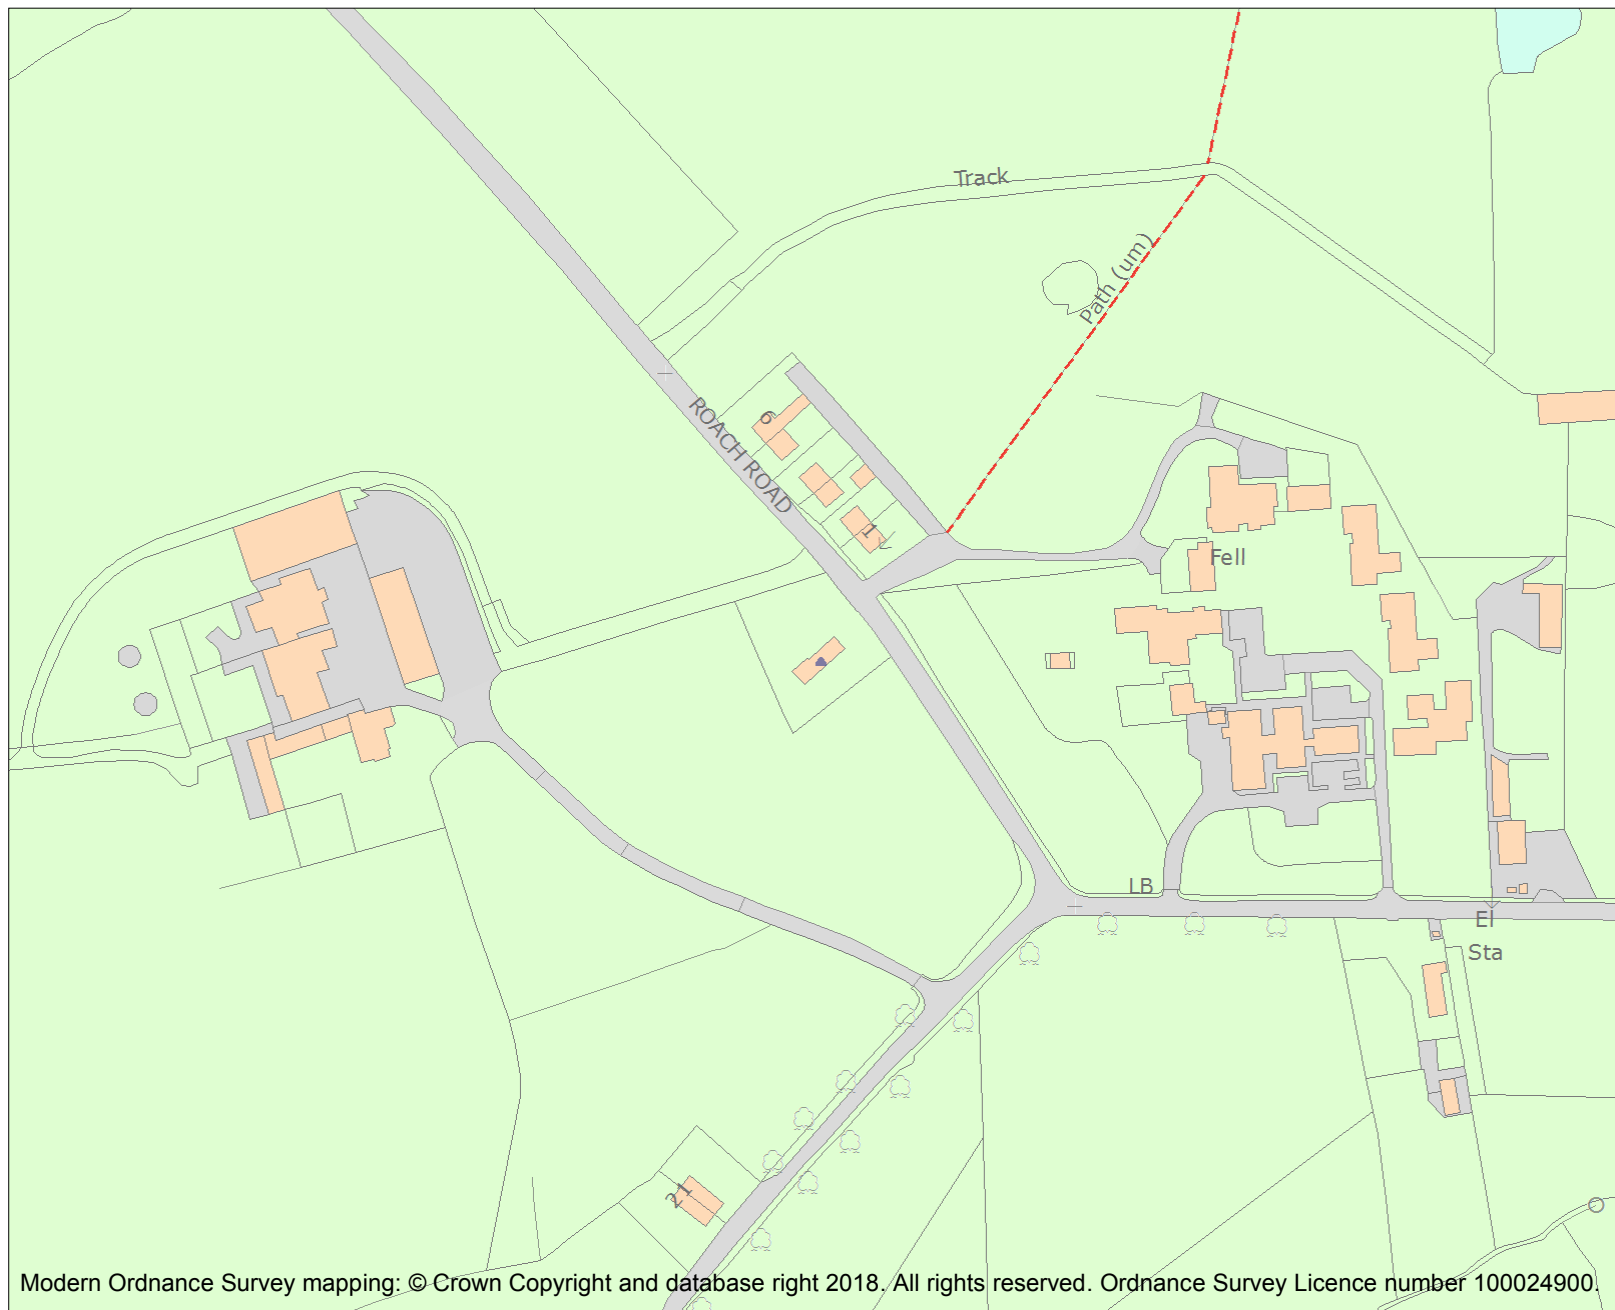 Track
Path (um)
ROACH ROAD
6
1
Fell
LB
El
Sta
21
Modern Ordnance Survey mapping: © Crown Copyright and database right 2018. All rights reserved. Ordnance Survey Licence number 100024900.